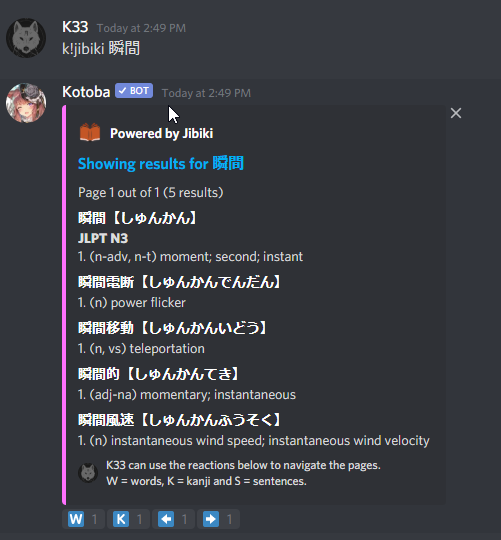 K33 Today at 2:49 PM
k!jibiki 瞬間
Kotoba ✓ BOT Today at 2:49 PM
Powered by Jibiki
Showing results for 瞬間
Page 1 out of 1 (5 results)
瞬間【しゅんかん】
JLPT N3
1. (n-adv, n-t) moment; second; instant
瞬間電断【しゅんかんでんだん】
1. (n) power flicker
瞬間移動【しゅんかんいどう】
1. (n, vs) teleportation
瞬間的【しゅんかんてき】
1. (adj-na) momentary; instantaneous
瞬間風速【しゅんかんふうそく】
1. (n) instantaneous wind speed; instantaneous wind velocity
K33 can use the reactions below to navigate the pages.
W = words, K = kanji and S = sentences.
W 1 K 1 ← 1 → 1